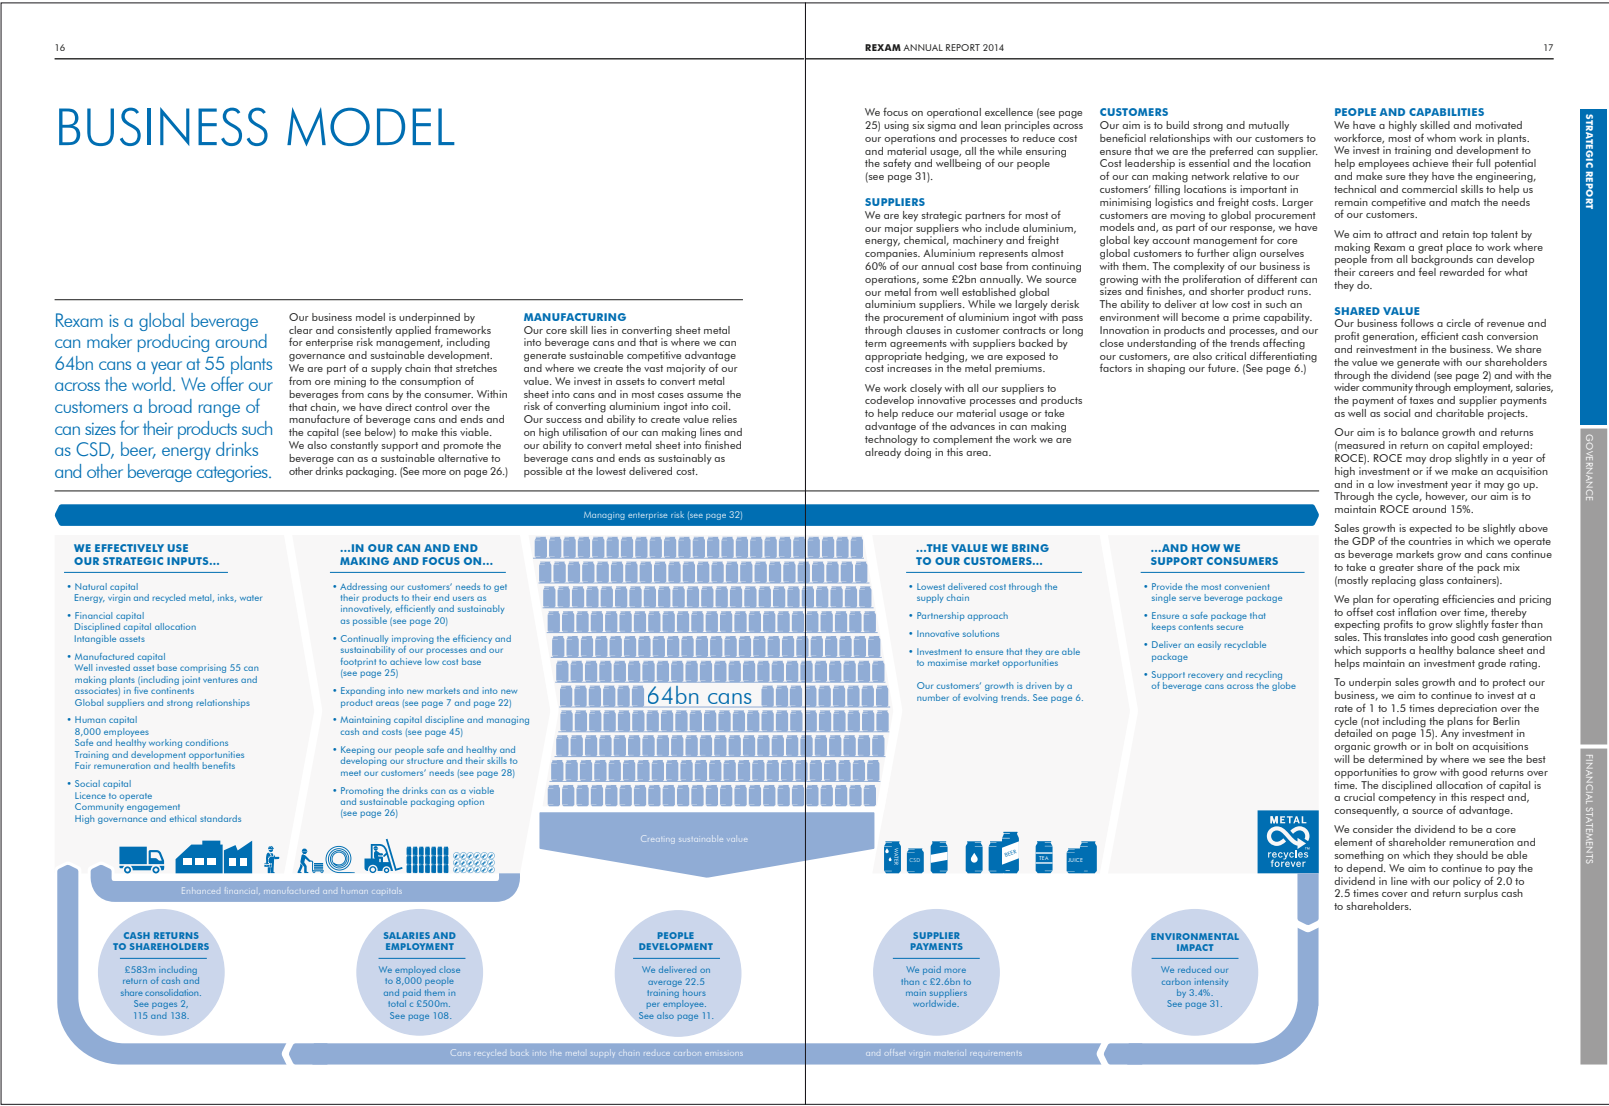 16
REXAM ANNUAL REPORT 2014
17
BUSINESS MODEL
Rexam is a global beverage
can maker producing around
64bn cans a year at 55 plants
across the world. We offer our
customers a broad range of
can sizes for their products such
as CSD, beer, energy drinks
and other beverage categories.
Our business model is underpinned by
clear and consistently applied frameworks
for enterprise risk management, including
governance and sustainable development.
We are part of a supply chain that stretches
from ore mining to the consumption of
beverages from cans by the consumer. Within
that chain, we have direct control over the
manufacture of beverage cans and ends and
the capital (see below) to make this viable.
We also constantly support and promote the
beverage can as a sustainable alternative to
other drinks packaging. (See more on page 26.)
MANUFACTURING
Our core skill lies in converting sheet metal
into beverage cans and that is where we can
generate sustainable competitive advantage
and where we create the vast majority of our
value. We invest in assets to convert metal
sheet into cans and in most cases assume the
risk of converting aluminium ingot into coil.
Our success and ability to create value relies
on high utilisation of our can making lines and
our ability to convert metal sheet into finished
beverage cans and ends as sustainably as
possible at the lowest delivered cost.
We focus on operational excellence (see page
25) using six sigma and lean principles across
our operations and processes to reduce cost
and material usage, all the while ensuring
the safety and wellbeing of our people
(see page 31).
SUPPLIERS
We are key strategic partners for most of
our major suppliers who include aluminium,
energy, chemical, machinery and freight
companies. Aluminium represents almost
60% of our annual cost base from continuing
operations, some £2bn annually. We source
our metal from well established global
aluminium suppliers. While we largely derisk
the procurement of aluminium ingot with pass
through clauses in customer contracts or long
term agreements with suppliers backed by
appropriate hedging, we are exposed to
cost increases in the metal premiums.
We work closely with all our suppliers to
codevelop innovative processes and products
to help reduce our material usage or take
advantage of the advances in can making
technology to complement the work we are
already doing in this area.
CUSTOMERS
Our aim is to build strong and mutually
beneficial relationships with our customers to
ensure that we are the preferred can supplier.
Cost leadership is essential and the location
of our can making network relative to our
customers' filling locations is important in
minimising logistics and freight costs. Larger
customers are moving to global procurement
models and, as part of our response, we have
global key account management for core
global customers to further align ourselves
with them. The complexity of our business is
growing with the proliferation of different can
sizes and finishes, and shorter product runs.
The ability to deliver at low cost in such an
environment will become a prime capability.
Innovation in products and processes, and our
close understanding of the trends affecting
our customers, are also critical differentiating
factors in shaping our future. (See page 6.)
PEOPLE AND CAPABILITIES
We have a highly skilled and motivated
workforce, most of whom work in plants.
We invest in training and development to
help employees achieve their full potential
and make sure they have the engineering,
technical and commercial skills to help us
remain competitive and match the needs
of our customers.
We aim to attract and retain top talent by
making Rexam a great place to work where
people from all backgrounds can develop
their careers and feel rewarded for what
they do.
SHARED VALUE
Our business follows a circle of revenue and
profit generation, efficient cash conversion
and reinvestment in the business. We share
the value we generate with our shareholders
through the dividend (see page 2) and with the
wider community through employment, salaries,
the payment of taxes and supplier payments
as well as social and charitable projects.
Our aim is to balance growth and returns
(measured in return on capital employed:
ROCE). ROCE may drop slightly in a year of
high investment or if we make an acquisition
and in a low investment year it may go up.
Through the cycle, however, our aim is to
maintain ROCE around 15%.
Sales growth is expected to be slightly above
the GDP of the countries in which we operate
as beverage markets grow and cans continue
to take a greater share of the pack mix
(mostly replacing glass containers).
We plan for operating efficiencies and pricing
to offset cost inflation over time, thereby
expecting profits to grow slightly faster than
sales. This translates into good cash generation
which supports a healthy balance sheet and
helps maintain an investment grade rating.
To underpin sales growth and to protect our
business, we aim to continue to invest at a
rate of 1 to 1.5 times depreciation over the
cycle (not including the plans for Berlin
detailed on page 15). Any investment in
organic growth or in bolt on acquisitions
will be determined by where we see the best
opportunities to grow with good returns over
time. The disciplined allocation of capital is
a crucial competency in this respect and,
consequently, a source of advantage.
We consider the dividend to be a core
element of shareholder remuneration and
something on which they should be able
to depend. We aim to continue to pay the
dividend in line with our policy of 2.0 to
2.5 times cover and return surplus cash
to shareholders.
STRATEGIC REPORT
GOVERNANCE
FINANCIAL STATEMENTS
Managing enterprise risk (see page 32)
WE EFFECTIVELY USE
OUR STRATEGIC INPUTS...
• Natural capital
Energy, virgin and recycled metal, inks, water
• Financial capital
Disciplined capital allocation
Intangible assets
• Manufactured capital
Well invested asset base comprising 55 can
making plants (including joint ventures and
associates) in five continents
Global suppliers and strong relationships
• Human capital
8,000 employees
Safe and healthy working conditions
Training and development opportunities
Fair remuneration and health benefits
• Social capital
Licence to operate
Community engagement
High governance and ethical standards
...IN OUR CAN AND END
MAKING AND FOCUS ON...
• Addressing our customers' needs to get
their products to their end users as
innovatively, efficiently and sustainably
as possible (see page 20)
• Continually improving the efficiency and
sustainability of our processes and our
footprint to achieve low cost base
(see page 25)
• Expanding into new markets and into new
product areas (see page 7 and page 22)
• Maintaining capital discipline and managing
cash and costs (see page 45)
• Keeping our people safe and healthy and
developing our structure and their skills to
meet our customers' needs (see page 28)
• Promoting the drinks can as a viable
and sustainable packaging option
(see page 26)
64bn cans
Creating sustainable value
...THE VALUE WE BRING
TO OUR CUSTOMERS...
• Lowest delivered cost through the
supply chain
• Partnership approach
• Innovative solutions
• Investment to ensure that they are able
to maximise market opportunities
Our customers' growth is driven by a
number of evolving trends. See page 6.
WATER
CSD
BEER
TEA
JUICE
...AND HOW WE
SUPPORT CONSUMERS
• Provide the most convenient
single serve beverage package
• Ensure a safe package that
keeps contents secure
• Deliver an easily recyclable
package
• Support recovery and recycling
of beverage cans across the globe
METAL
TM
recycles
forever
Enhanced financial, manufactured and human capitals
CASH RETURNS
TO SHAREHOLDERS
£583m including
return of cash and
share consolidation.
See pages 2,
115 and 138.
SALARIES AND
EMPLOYMENT
We employed close
to 8,000 people
and paid them in
total c £500m.
See page 108.
PEOPLE
DEVELOPMENT
We delivered on
average 22.5
training hours
per employee.
See also page 11.
SUPPLIER
PAYMENTS
We paid more
than c £2.6bn to
main suppliers
worldwide.
ENVIRONMENTAL
IMPACT
We reduced our
carbon intensity
by 3.4%.
See page 31.
Cans recycled back into the metal supply chain reduce carbon emissions
and offset virgin material requirements